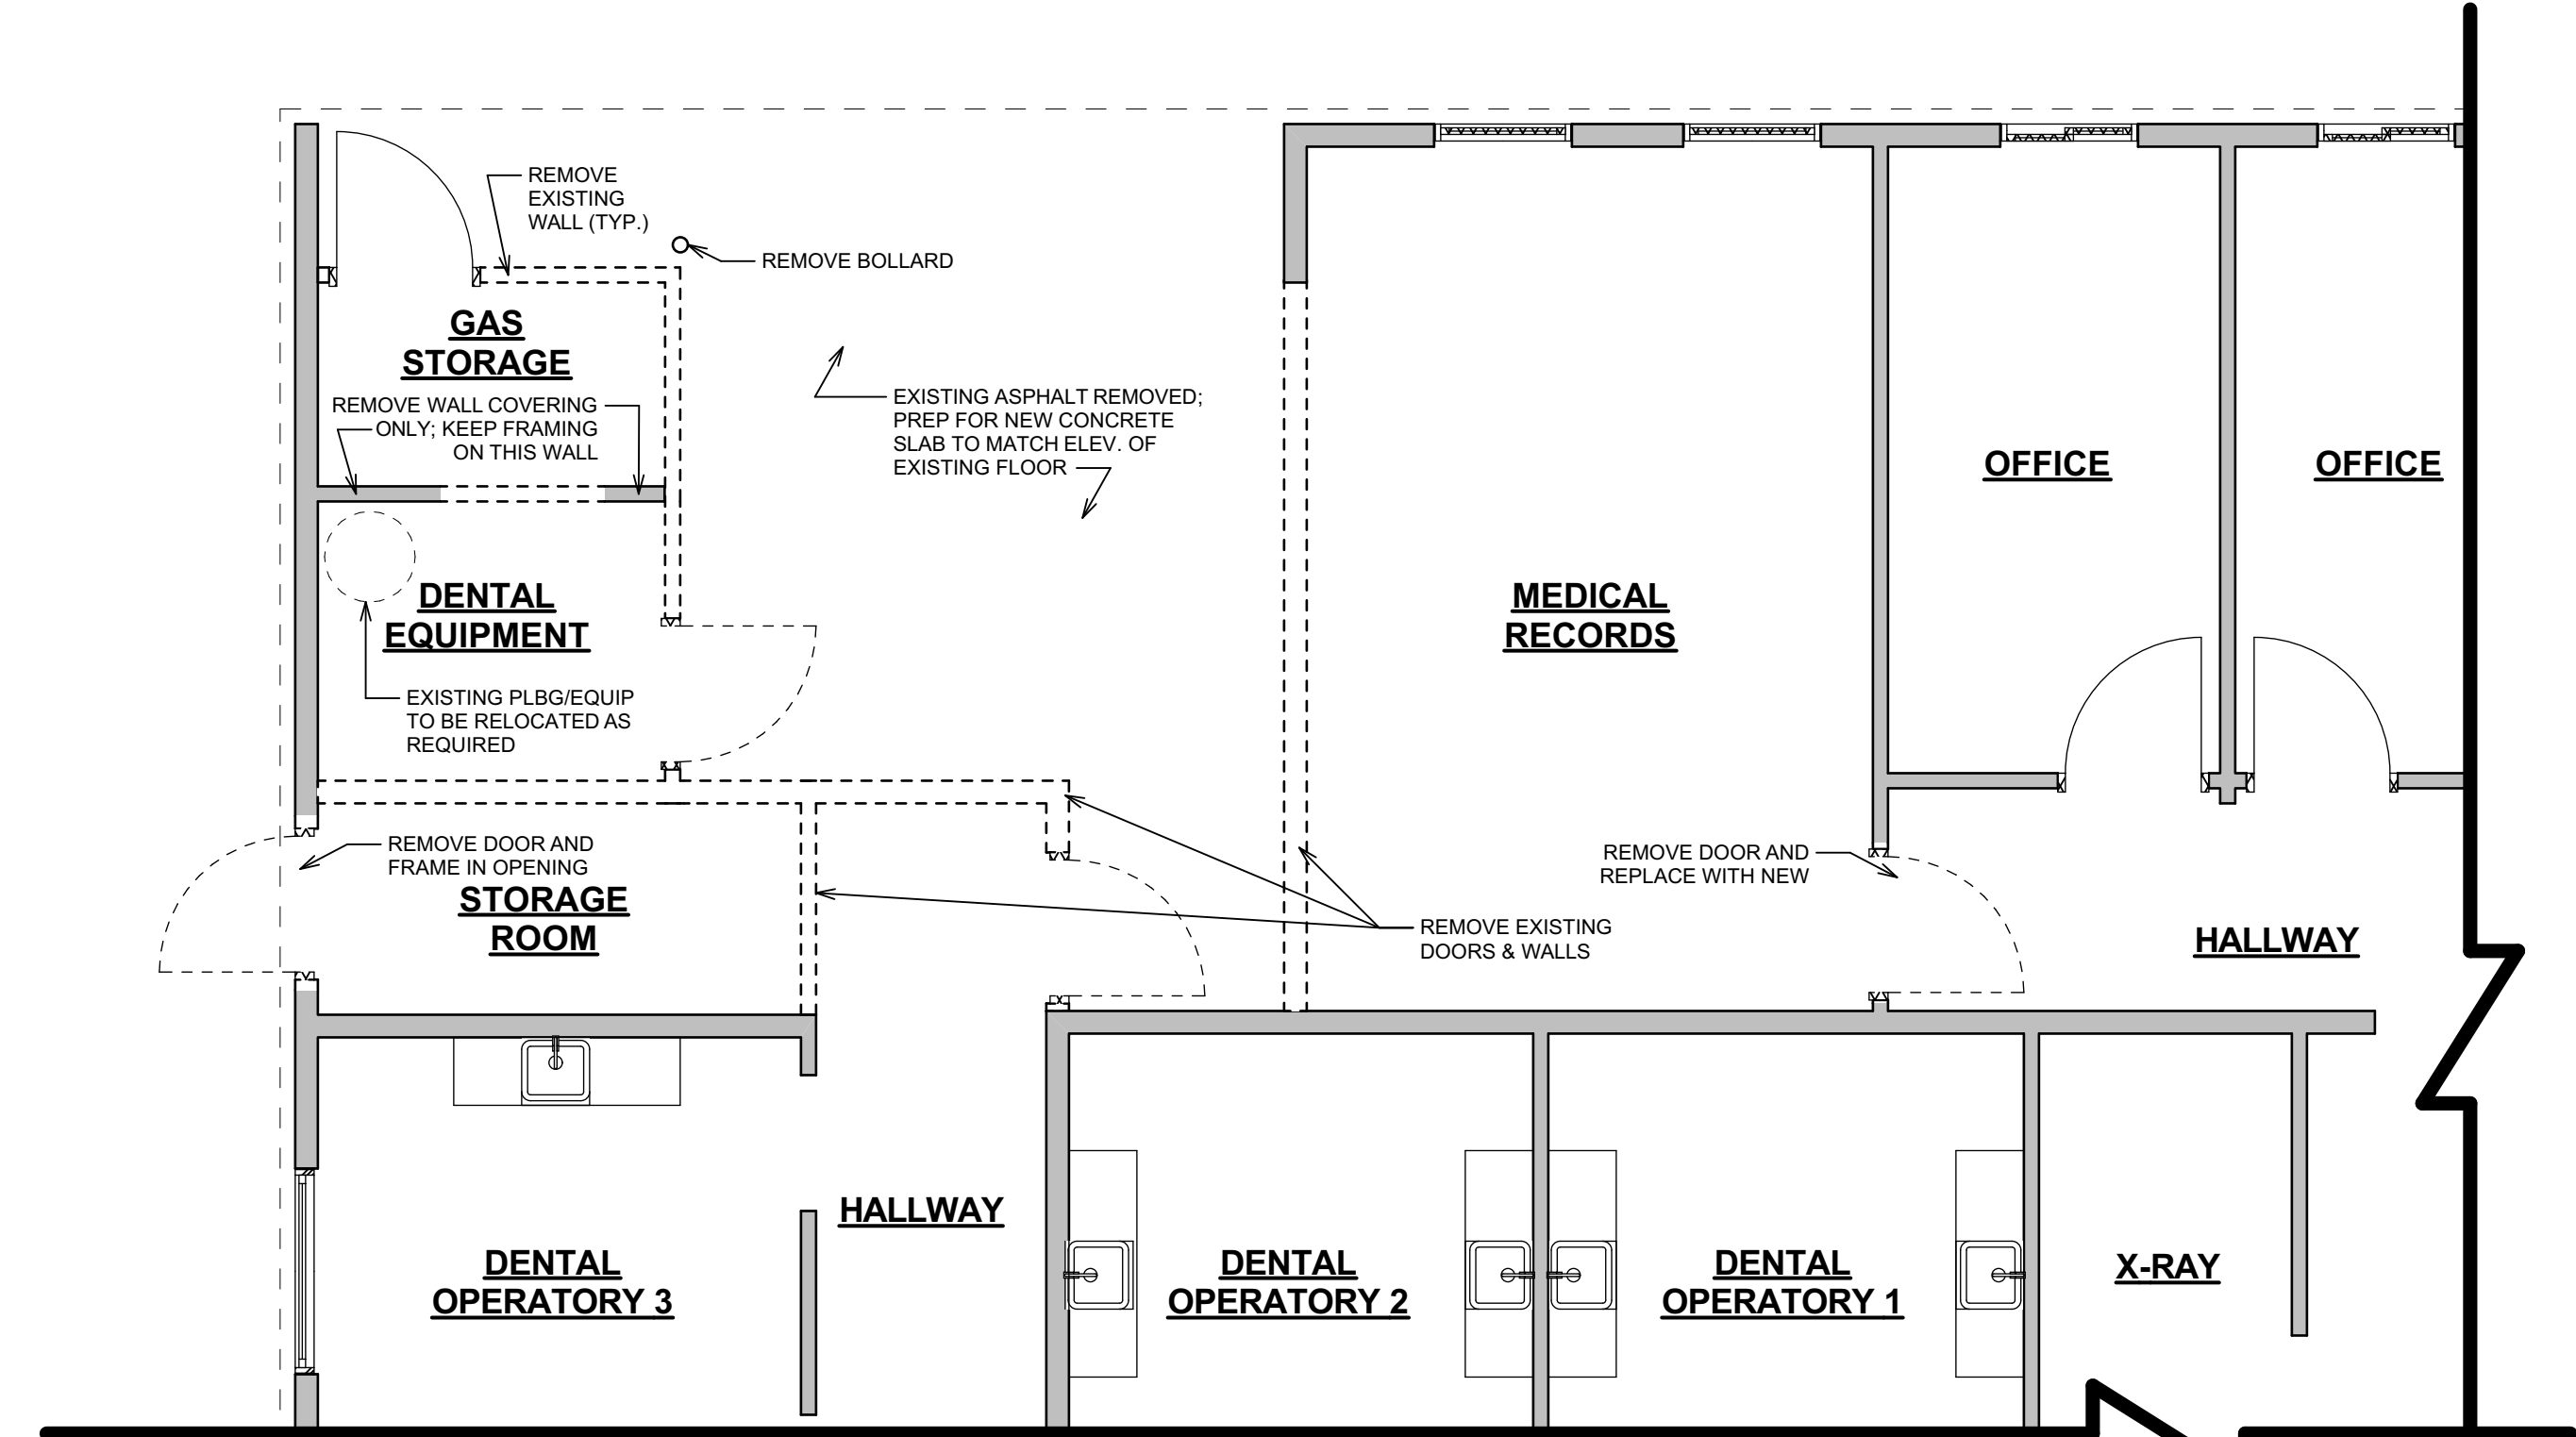 REMOVE
EXISTING
WALL (TYP.)
REMOVE BOLLARD
GAS
STORAGE
REMOVE WALL COVERING
ONLY; KEEP FRAMING
ON THIS WALL
EXISTING ASPHALT REMOVED;
PREP FOR NEW CONCRETE
SLAB TO MATCH ELEV. OF
EXISTING FLOOR
OFFICE
OFFICE
DENTAL
EQUIPMENT
MEDICAL
RECORDS
EXISTING PLBG/EQUIP
TO BE RELOCATED AS
REQUIRED
REMOVE DOOR AND
FRAME IN OPENING
STORAGE
ROOM
REMOVE DOOR AND
REPLACE WITH NEW
REMOVE EXISTING
DOORS & WALLS
HALLWAY
HALLWAY
DENTAL
OPERATORY 3
DENTAL
OPERATORY 2
DENTAL
OPERATORY 1
X-RAY